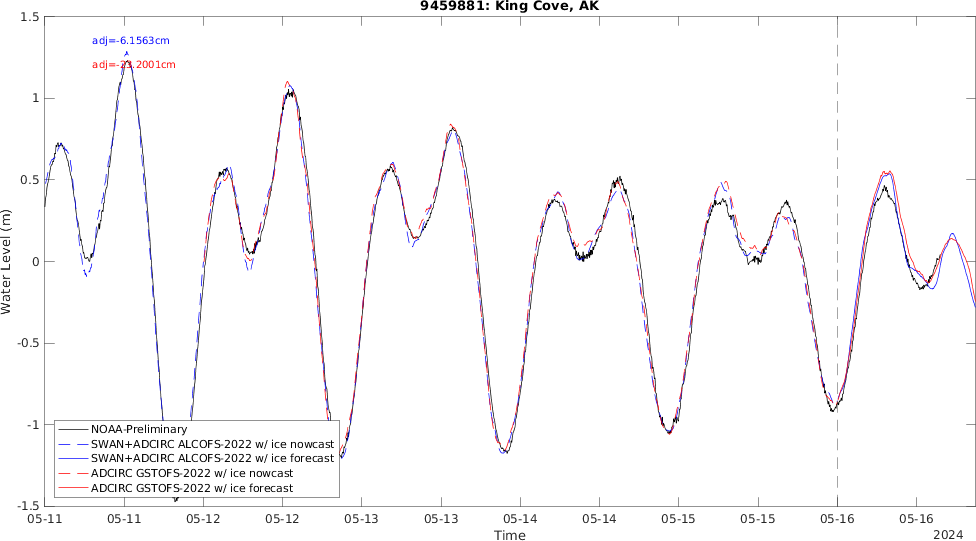 9459881: King Cove, AK
1.5
adj=-6.1563cm
1
0.5
0
-0.5
-1
-1.5
Water Level (m)
NOAA-Preliminary
SWAN+ADCIRC ALCOFS-2022 w/ ice nowcast
SWAN+ADCIRC ALCOFS-2022 w/ ice forecast
ADCIRC GSTOFS-2022 w/ ice nowcast
ADCIRC GSTOFS-2022 w/ ice forecast
05-11 05-11 05-12 05-12 05-13 05-13 05-14 05-14 05-15 05-15 05-16 05-16
Time
2024